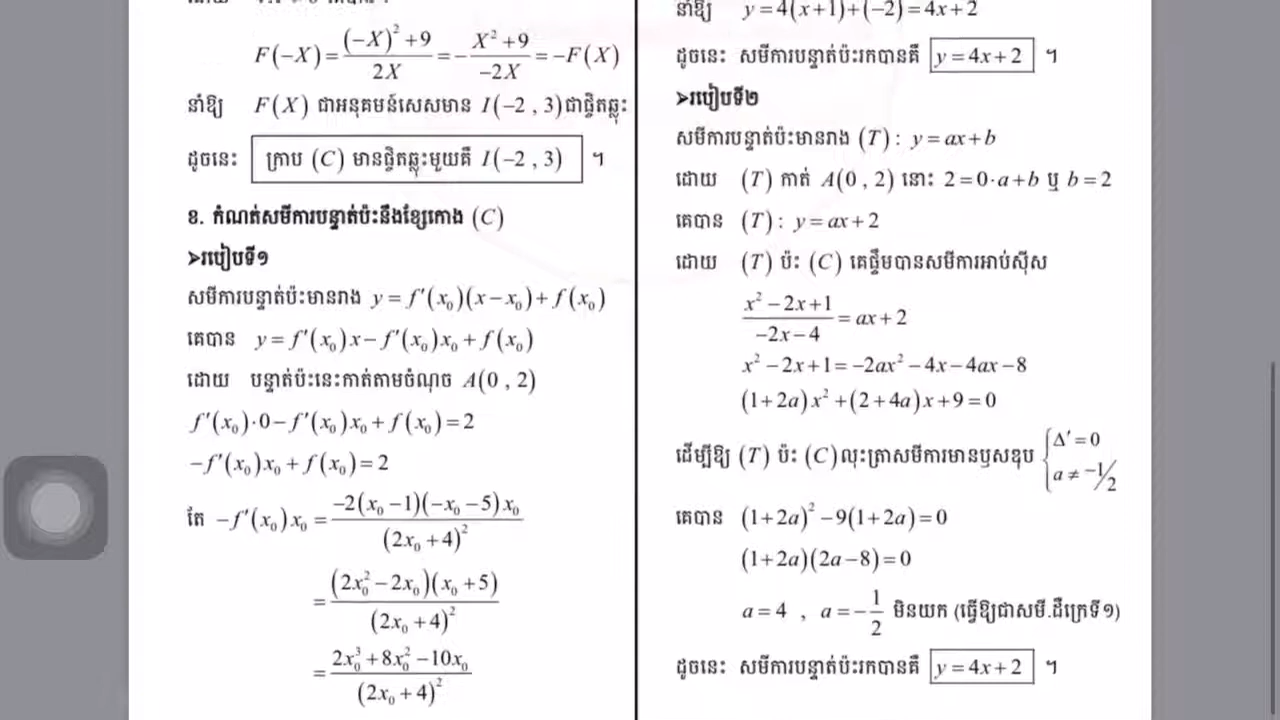 F(−X) = ((−X)² + 9)/(2X) = −(X² + 9)/(−2X) = −F(X)
នាំឱ្យ F(X) ជាអនុគមន៍សេសមាន I(−2 , 3) ជាផ្ចិតឆ្លុះ
ដូចនេះ ក្រាប (C) មានផ្ចិតឆ្លុះមួយគឺ I(−2 , 3) ។
ខ. កំណត់សមីការបន្ទាត់ប៉ះនឹងខ្សែកោង (C)
➢របៀបទី១
សមីការបន្ទាត់ប៉ះមានរាង y = f′(x₀)(x − x₀) + f(x₀)
គេបាន y = f′(x₀)x − f′(x₀)x₀ + f(x₀)
ដោយ បន្ទាត់ប៉ះនេះកាត់តាមចំណុច A(0 , 2)
f′(x₀)·0 − f′(x₀)x₀ + f(x₀) = 2
−f′(x₀)x₀ + f(x₀) = 2
តែ −f′(x₀)x₀ = (−2(x₀ − 1)(−x₀ − 5)x₀)/(2x₀ + 4)²
= ((2x₀² − 2x₀)(x₀ + 5))/(2x₀ + 4)²
= (2x₀³ + 8x₀² − 10x₀)/(2x₀ + 4)²
នាំឱ្យ y = 4(x + 1) + (−2) = 4x + 2
ដូចនេះ សមីការបន្ទាត់ប៉ះរកបានគឺ y = 4x + 2 ។
➢របៀបទី២
សមីការបន្ទាត់ប៉ះមានរាង (T) : y = ax + b
ដោយ (T) កាត់ A(0 , 2) នោះ 2 = 0·a + b ឬ b = 2
គេបាន (T) : y = ax + 2
ដោយ (T) ប៉ះ (C) គេផ្ទឹមបានសមីការអាប់ស៊ីស
(x² − 2x + 1)/(−2x − 4) = ax + 2
x² − 2x + 1 = −2ax² − 4x − 4ax − 8
(1 + 2a)x² + (2 + 4a)x + 9 = 0
ដើម្បីឱ្យ (T) ប៉ះ (C) លុះត្រាសមីការមានឫសឌុប { Δ′ = 0
a ≠ −1/2
គេបាន (1 + 2a)² − 9(1 + 2a) = 0
(1 + 2a)(2a − 8) = 0
a = 4 , a = −1/2 មិនយក (ធ្វើឱ្យជាសមី.ដឺក្រេទី១)
ដូចនេះ សមីការបន្ទាត់ប៉ះរកបានគឺ y = 4x + 2 ។